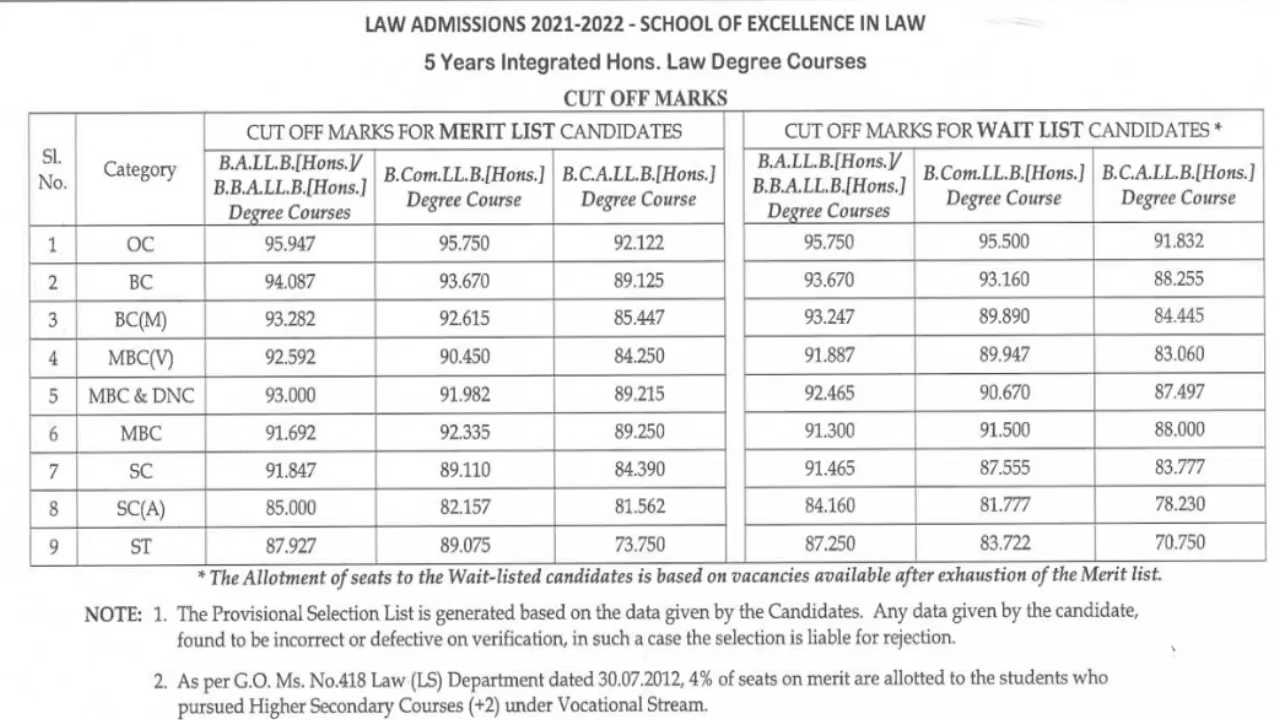 LAW ADMISSIONS 2021-2022 - SCHOOL OF EXCELLENCE IN LAW
5 Years Integrated Hons. Law Degree Courses
CUT OFF MARKS
Sl. No. Category CUT OFF MARKS FOR MERIT LIST CANDIDATES CUT OFF MARKS FOR WAIT LIST CANDIDATES *
B.A.LL.B.[Hons.]/ B.B.A.LL.B.[Hons.] Degree Courses B.Com.LL.B.[Hons.] Degree Course B.C.A.LL.B.[Hons.] Degree Course B.A.LL.B.[Hons.]/ B.B.A.LL.B.[Hons.] Degree Courses B.Com.LL.B.[Hons.] Degree Course B.C.A.LL.B.[Hons.] Degree Course
1 OC 95.947 95.750 92.122 95.750 95.500 91.832
2 BC 94.087 93.670 89.125 93.670 93.160 88.255
3 BC(M) 93.282 92.615 85.447 93.247 89.890 84.445
4 MBC(V) 92.592 90.450 84.250 91.887 89.947 83.060
5 MBC & DNC 93.000 91.982 89.215 92.465 90.670 87.497
6 MBC 91.692 92.335 89.250 91.300 91.500 88.000
7 SC 91.847 89.110 84.390 91.465 87.555 83.777
8 SC(A) 85.000 82.157 81.562 84.160 81.777 78.230
9 ST 87.927 89.075 73.750 87.250 83.722 70.750
* The Allotment of seats to the Wait-listed candidates is based on vacancies available after exhaustion of the Merit list.
NOTE: 1. The Provisional Selection List is generated based on the data given by the Candidates. Any data given by the candidate,
found to be incorrect or defective on verification, in such a case the selection is liable for rejection.
2. As per G.O. Ms. No.418 Law (LS) Department dated 30.07.2012, 4% of seats on merit are allotted to the students who
pursued Higher Secondary Courses (+2) under Vocational Stream.